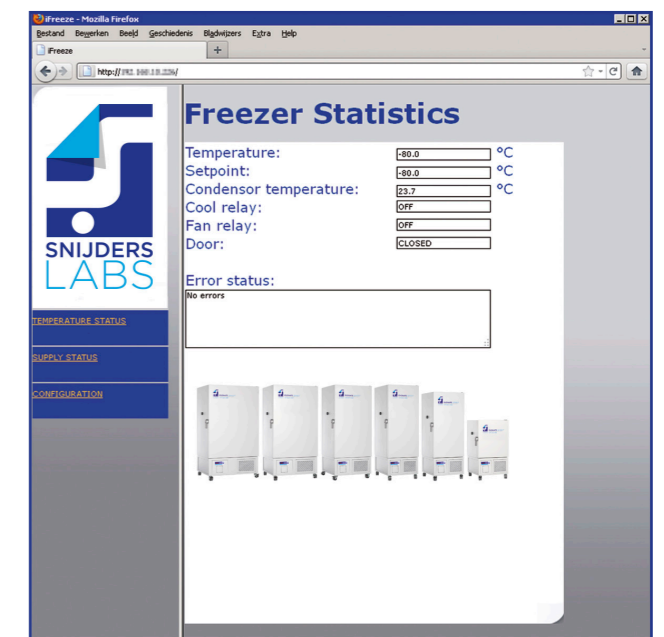 iFreeze - Mozilla Firefox
Bestand Bewerken Beeld Geschiedenis Bladwijzers Extra Help
iFreeze
http://
Freezer Statistics
Temperature: -80.0 °C
Setpoint: -80.0 °C
Condensor temperature: 23.7 °C
Cool relay: OFF
Fan relay: OFF
Door: CLOSED
Error status:
No errors
SNIJDERS
LABS
TEMPERATURE STATUS
SUPPLY STATUS
CONFIGURATION